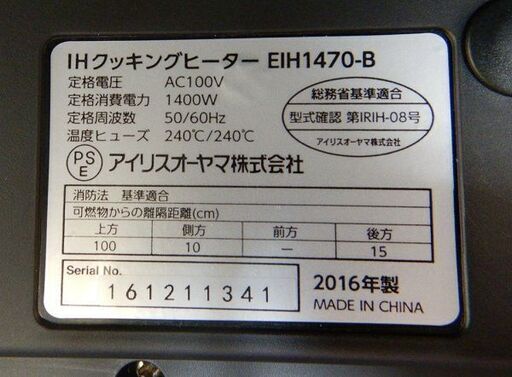 IHクッキングヒーター EIH1470-B
定格電圧 AC100V
定格消費電力 1400W
定格周波数 50/60Hz
温度ヒューズ 240℃/240℃
総務省基準適合
型式確認 第IRIH-08号
アイリスオーヤマ株式会社
PS
E
アイリスオーヤマ株式会社
消防法 基準適合
可燃物からの離隔距離(cm)
上方 側方 前方 後方
100 10 — 15
Serial No.
161211341
2016年製
MADE IN CHINA